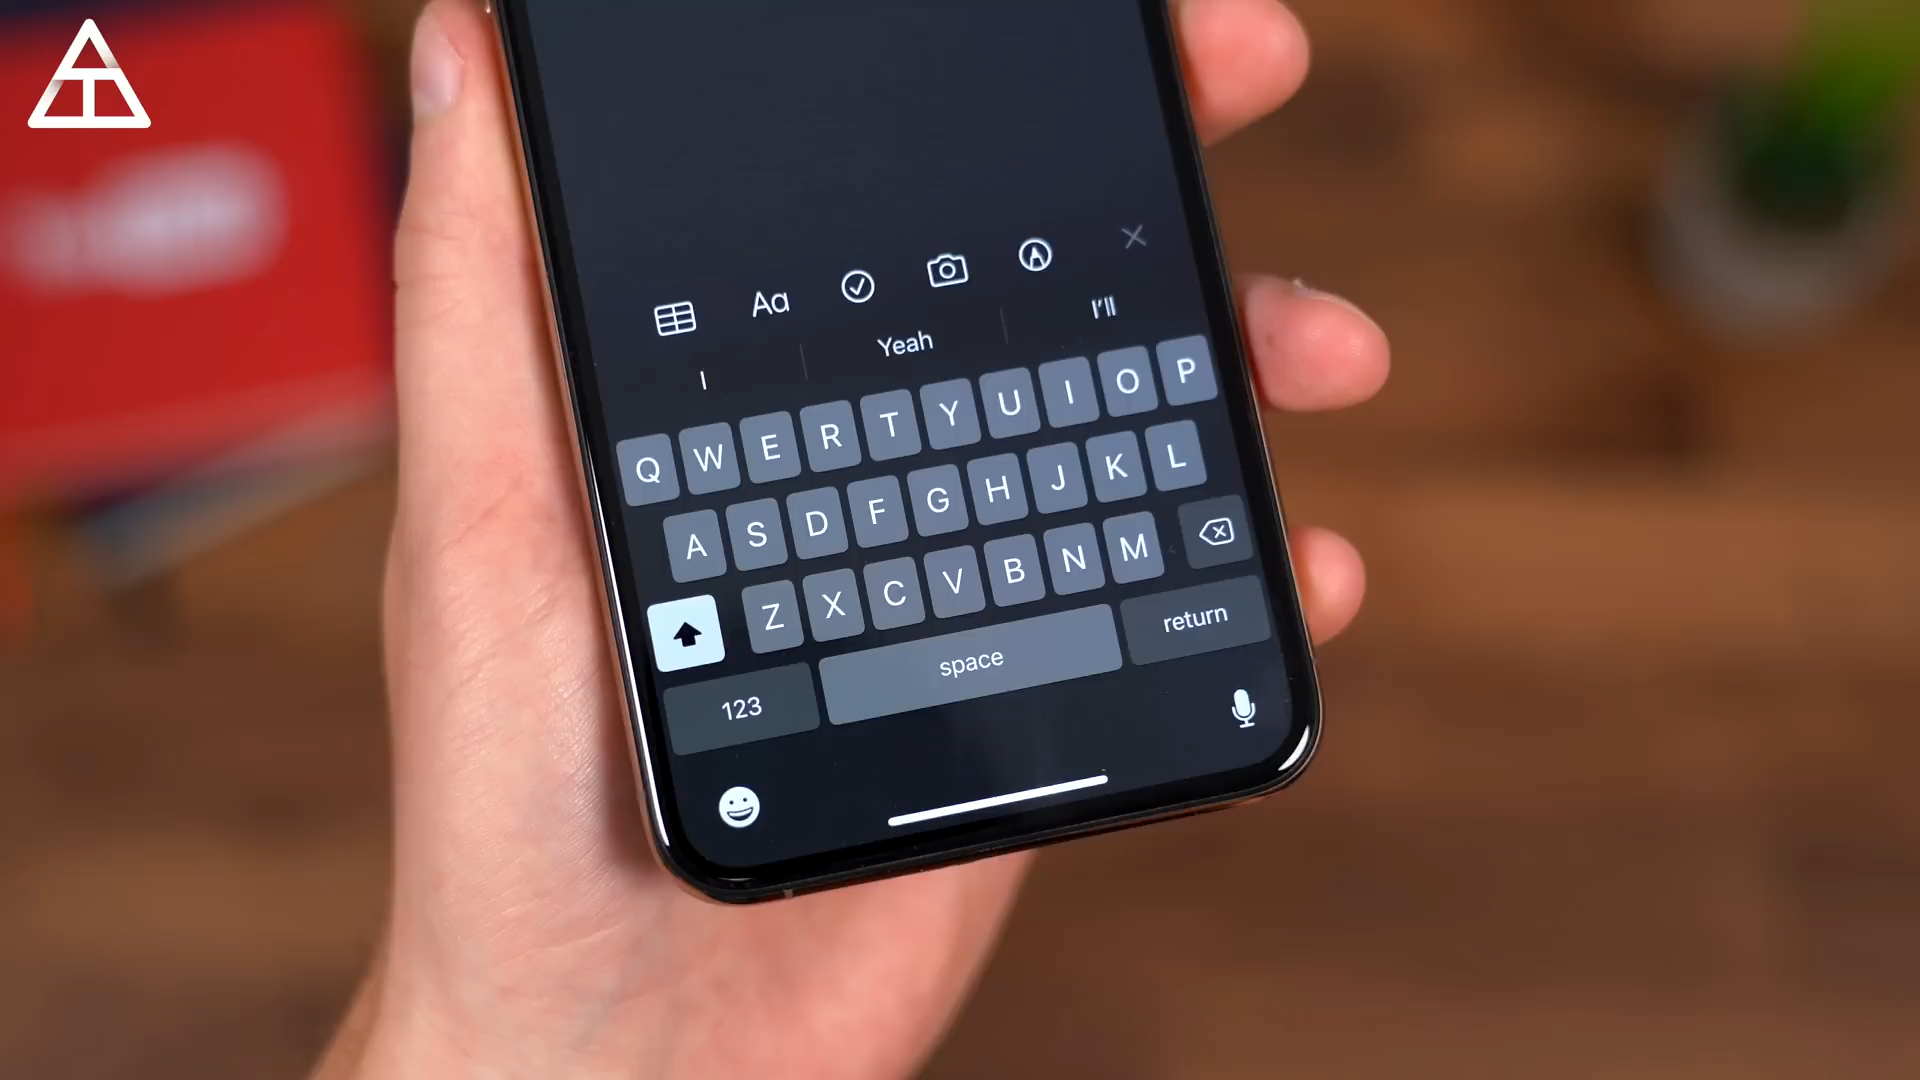 Aa
I Yeah I'll
Q W E R T Y U I O P
A S D F G H J K L
Z X C V B N M
123 space return